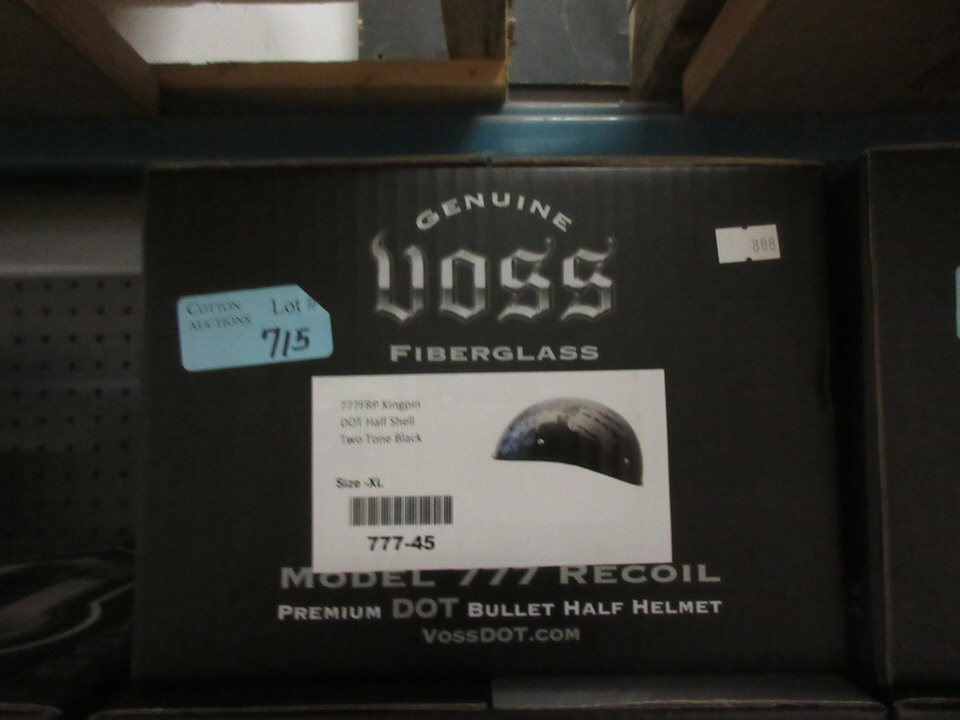 GENUINE
VOSS
FIBERGLASS
888
COTTON
AUCTIONS
Lot #
715
777FRP Kingpin
DOT Half Shell
Two Tone Black
Size -XL
777-45
MODEL 777 RECOIL
PREMIUM DOT BULLET HALF HELMET
VOSSDOT.COM